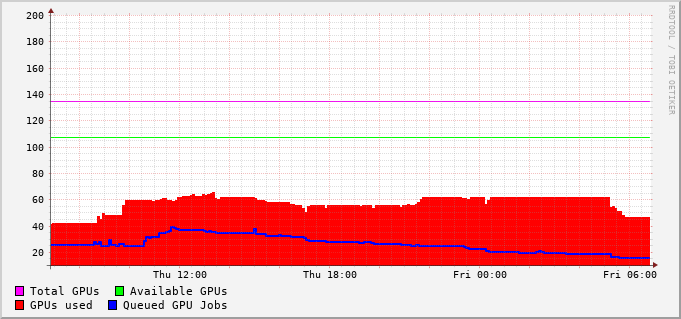 200
180
160
140
120
100
80
60
40
20
Thu 12:00 Thu 18:00 Fri 00:00 Fri 06:00
Total GPUs Available GPUs
GPUs used Queued GPU Jobs
RRDTOOL / TOBI OETIKER